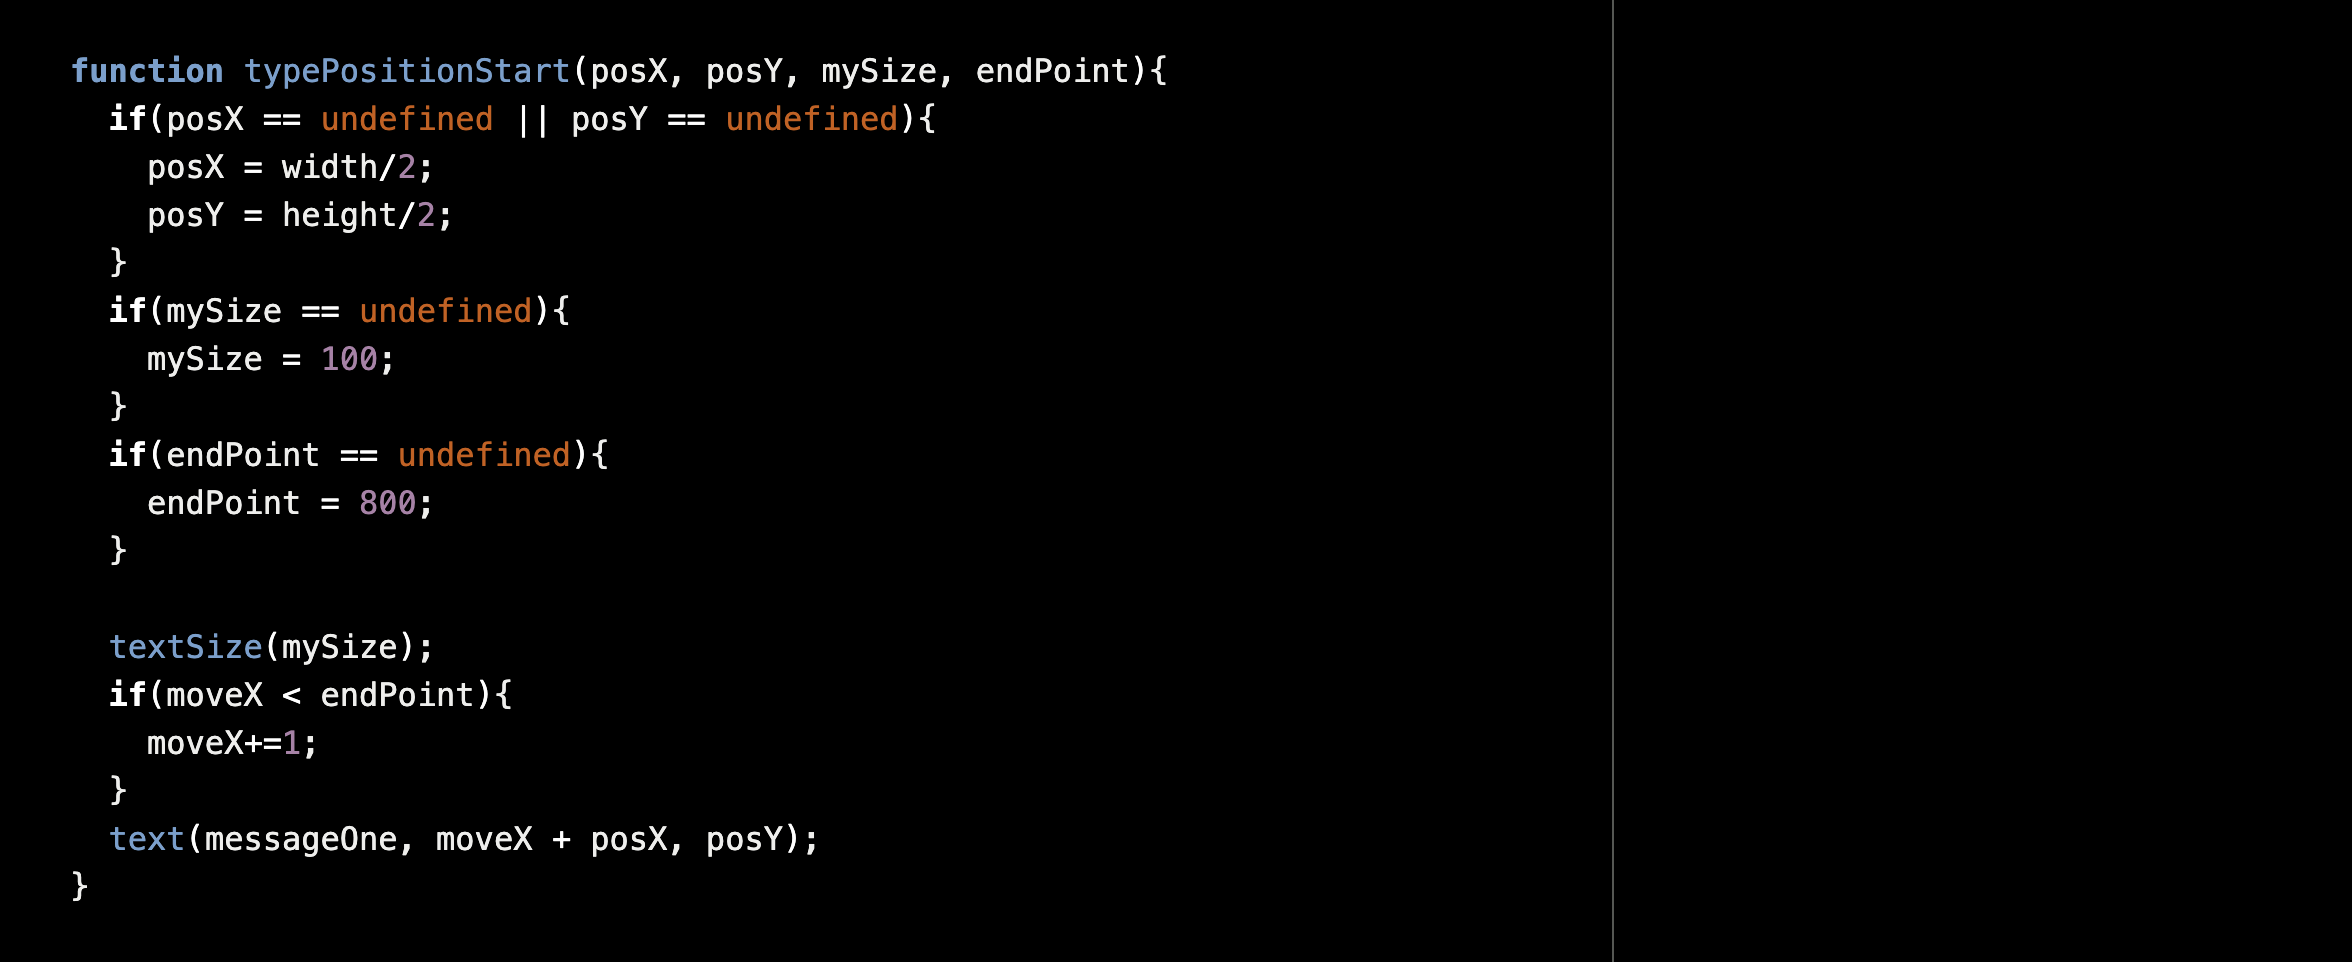 function typePositionStart(posX, posY, mySize, endPoint){
  if(posX == undefined || posY == undefined){
    posX = width/2;
    posY = height/2;
  }
  if(mySize == undefined){
    mySize = 100;
  }
  if(endPoint == undefined){
    endPoint = 800;
  }

  textSize(mySize);
  if(moveX < endPoint){
    moveX+=1;
  }
  text(messageOne, moveX + posX, posY);
}